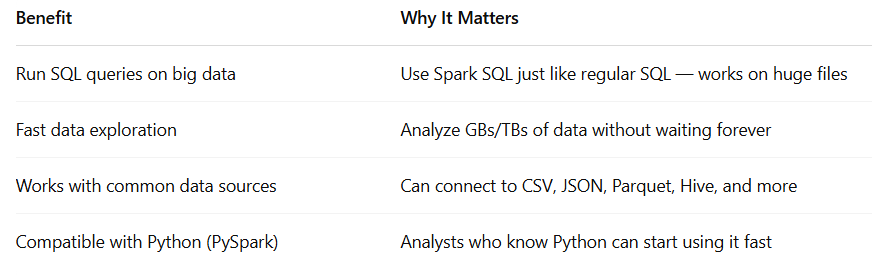 Benefit Why It Matters
Run SQL queries on big data Use Spark SQL just like regular SQL — works on huge files
Fast data exploration Analyze GBs/TBs of data without waiting forever
Works with common data sources Can connect to CSV, JSON, Parquet, Hive, and more
Compatible with Python (PySpark) Analysts who know Python can start using it fast